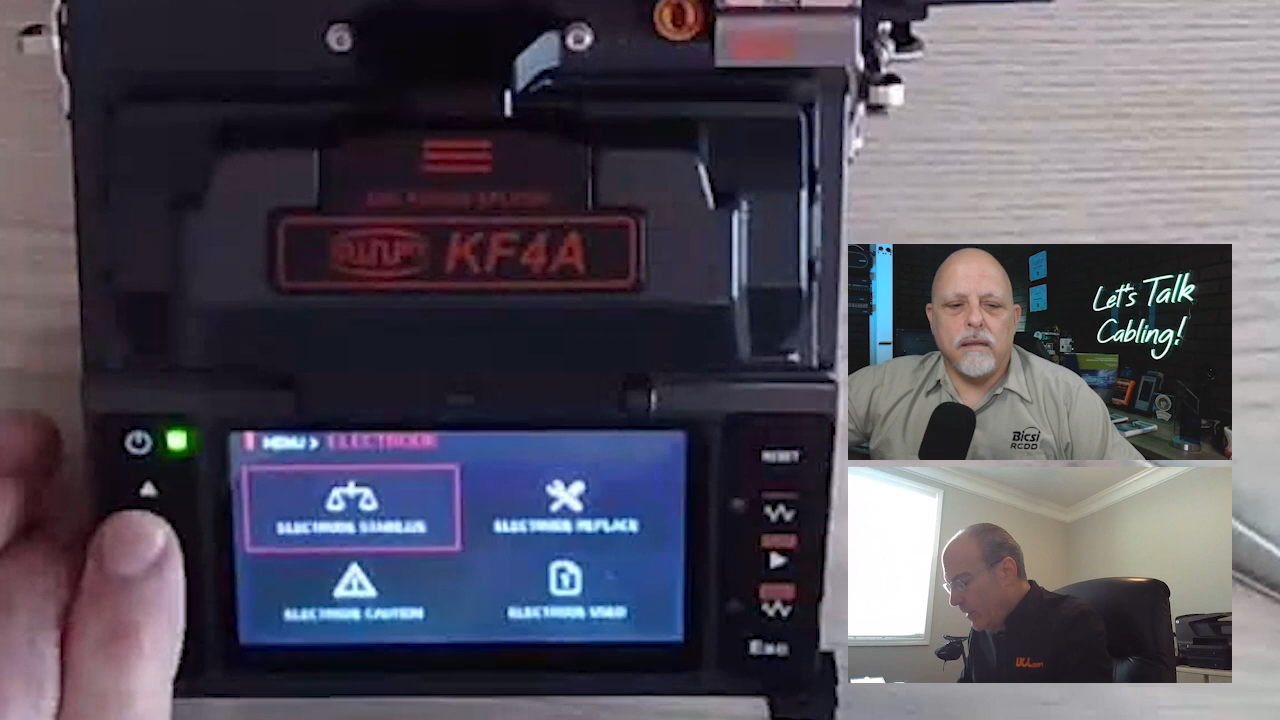 KF4A
MENU > ELECTRODE
ELECTRODE STABILIZE
ELECTRODE REPLACE
ELECTRODE CAUTION
ELECTRODE USED
RESET
Esc
Let's Talk
Cabling!
Bicsi
RCDD